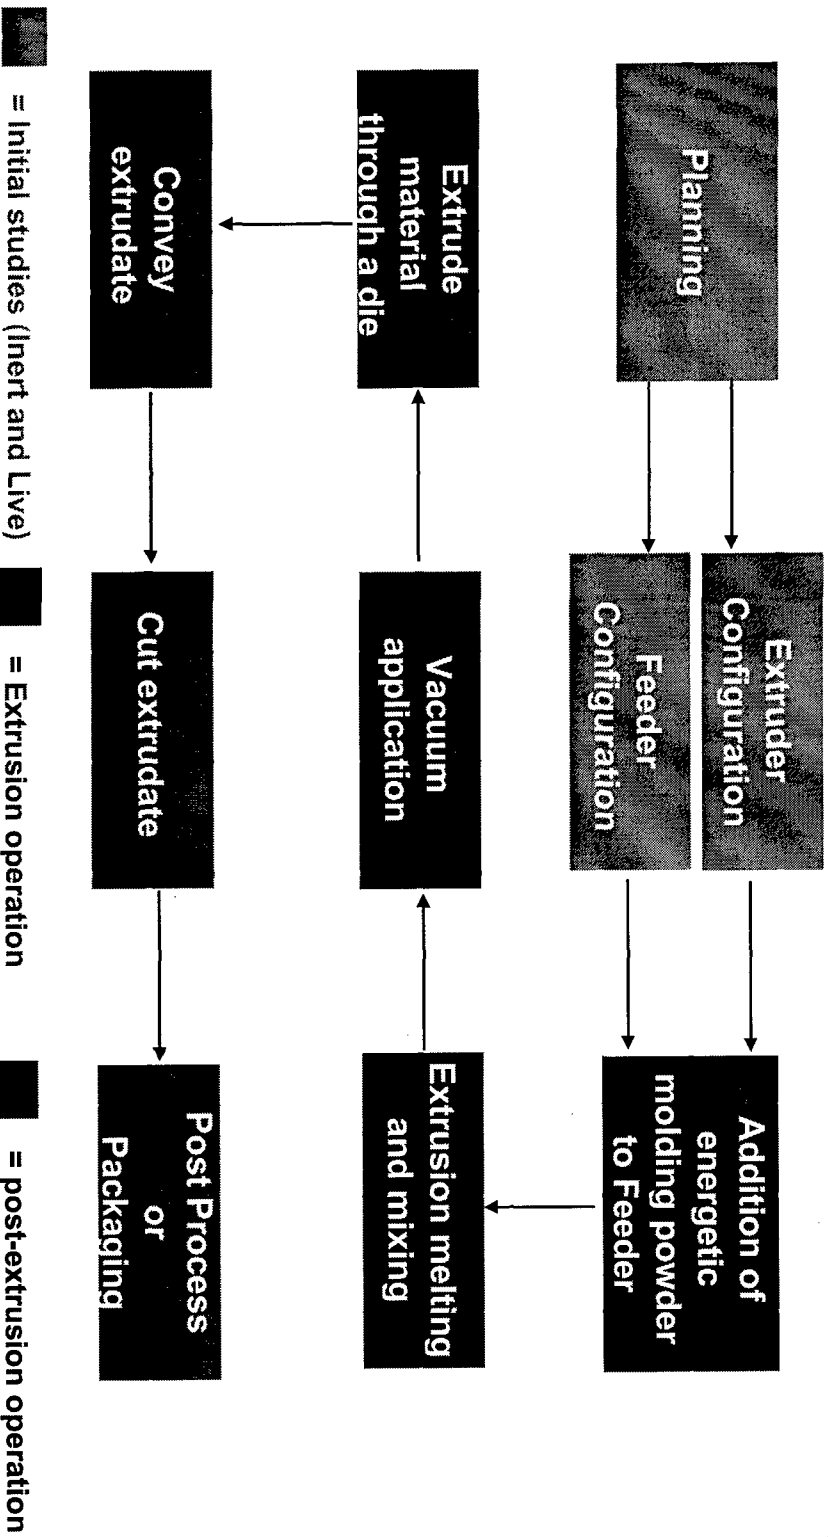 Planning
Extruder
Configuration
Feeder
Configuration
Addition of
energetic
molding powder
to Feeder
Extrusion melting
and mixing
Vacuum
application
Extrude
material
through a die
Convey
extrudate
Cut extrudate
Post Process
or
Packaging
= Initial studies (Inert and Live)
= Extrusion operation
= post-extrusion operation